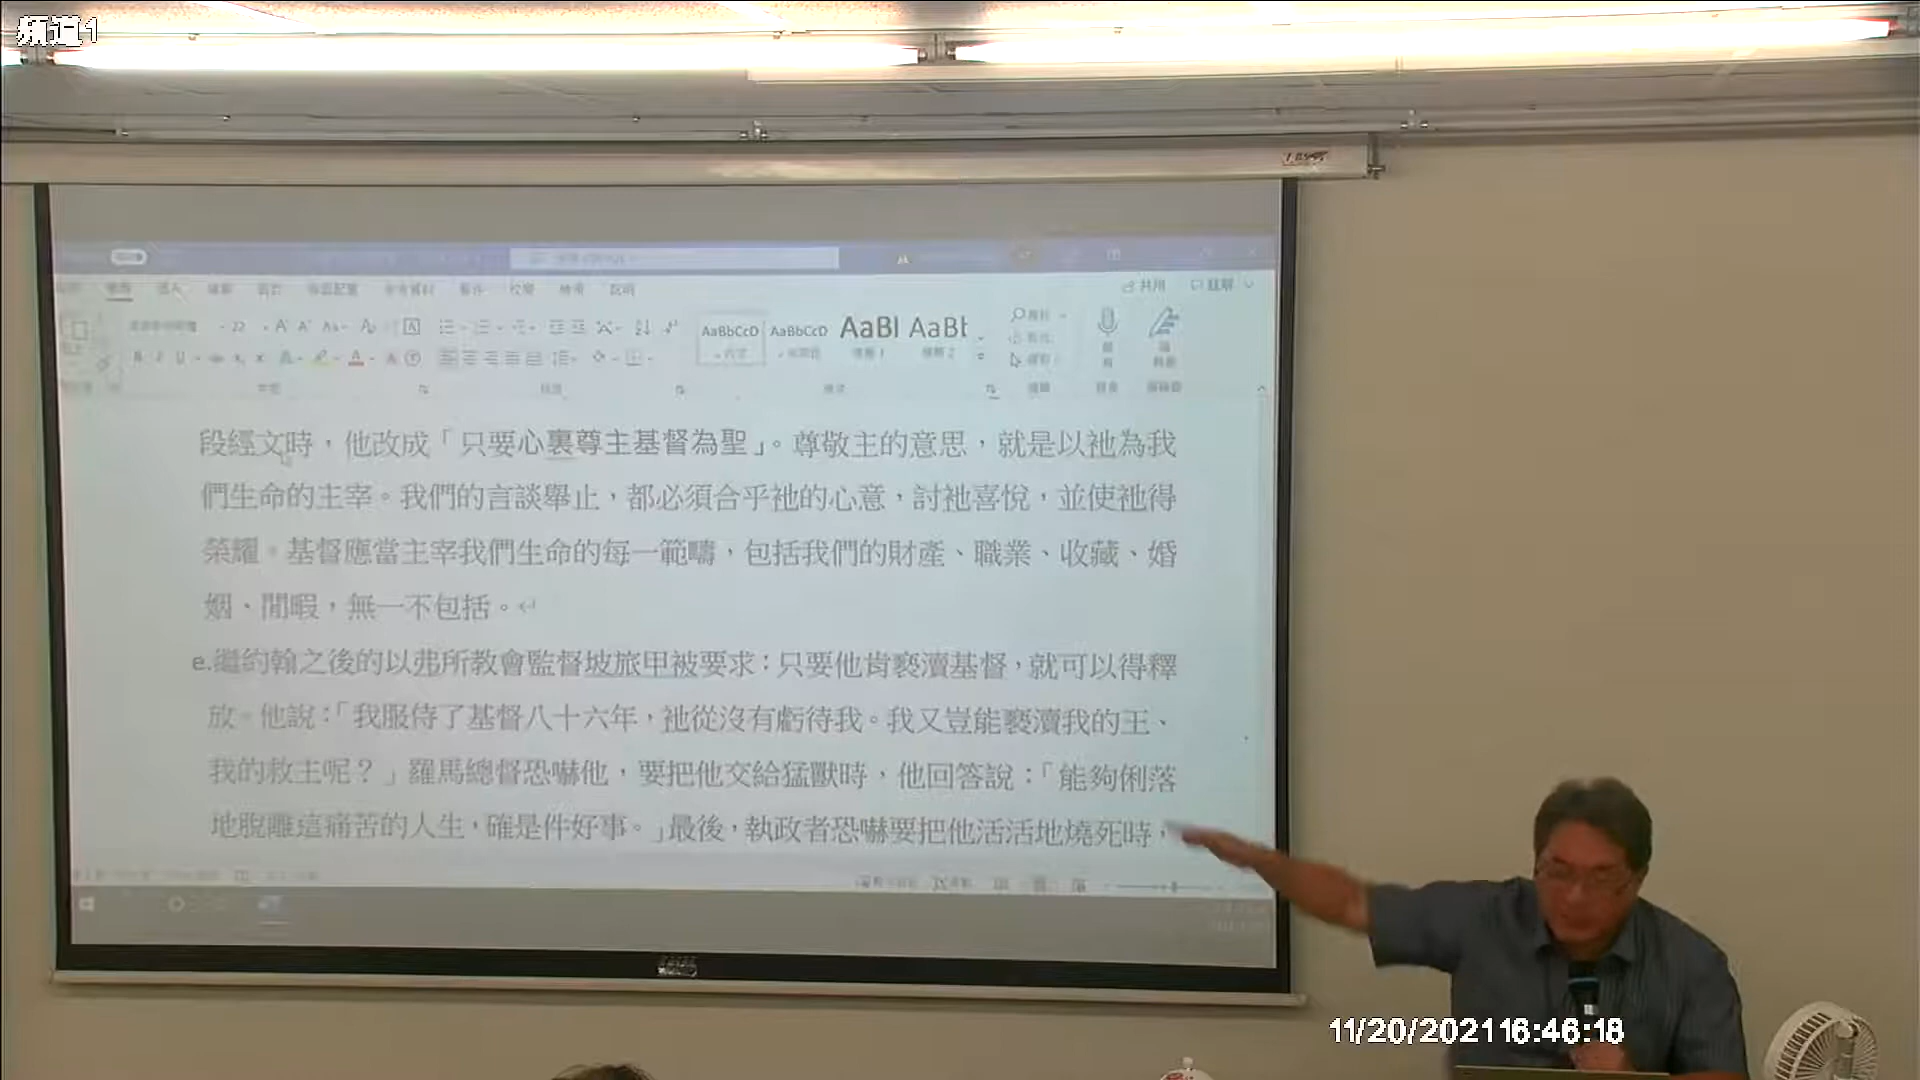 頻道1
共用
註解
AaBbCcD AaBbCcD AaBl AaBt
段經文時，他改成「只要心裏尊主基督為聖」。尊敬主的意思，就是以祂為我
們生命的主宰。我們的言談舉止，都必須合乎祂的心意，討祂喜悅，並使祂得
榮耀。基督應當主宰我們生命的每一範疇，包括我們的財產、職業、收藏、婚
姻、閒暇，無一不包括。
e.繼約翰之後的以弗所教會監督坡旅甲被要求：只要他肯褻瀆基督，就可以得釋
放。他說：「我服侍了基督八十六年，祂從沒有虧待我。我又豈能褻瀆我的王、
我的救主呢？」羅馬總督恐嚇他，要把他交給猛獸時，他回答說：「能夠俐落
地脫離這痛苦的人生，確是件好事。」最後，執政者恐嚇要把他活活地燒死時，
11/20/2021 16:46:18